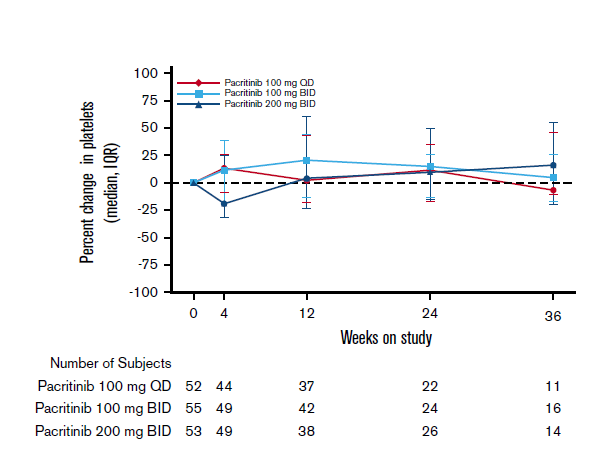 100
75
50
25
0
-25
-50
-75
-100
Percent change in platelets
(median, IQR)
Pacritinib 100 mg QD
Pacritinib 100 mg BID
Pacritinib 200 mg BID
0 4 12 24 36
Weeks on study
Number of Subjects
Pacritinib 100 mg QD 52 44 37 22 11
Pacritinib 100 mg BID 55 49 42 24 16
Pacritinib 200 mg BID 53 49 38 26 14